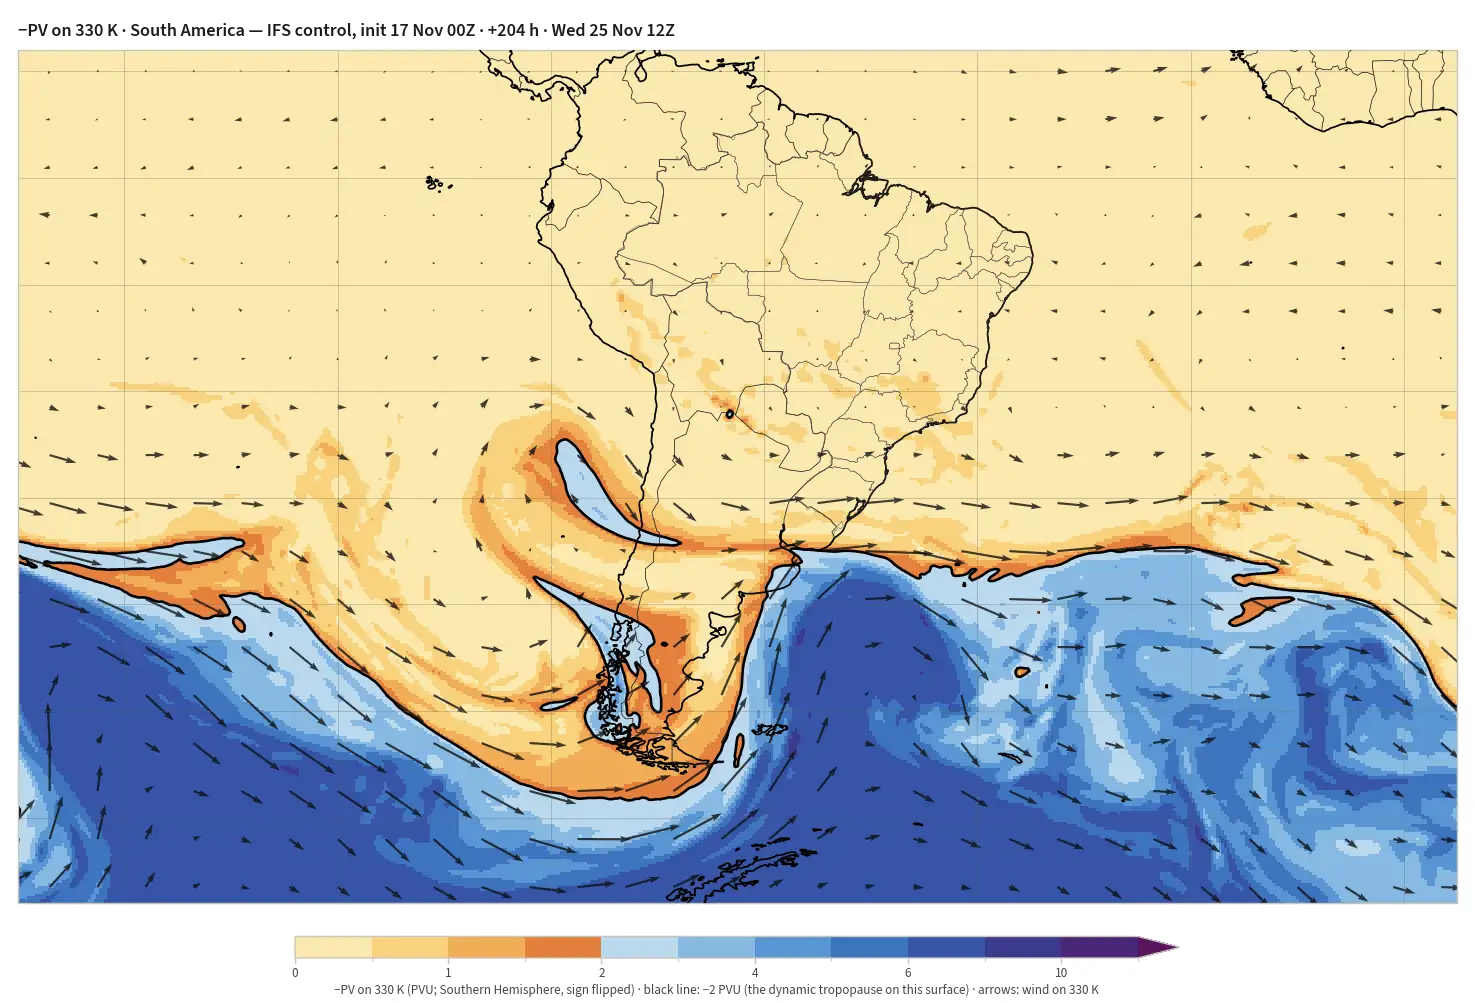 −PV on 330 K · South America — IFS control, init 17 Nov 00Z · +204 h · Wed 25 Nov 12Z
0 1 2 4 6 10
−PV on 330 K (PVU; Southern Hemisphere, sign flipped) · black line: −2 PVU (the dynamic tropopause on this surface) · arrows: wind on 330 K